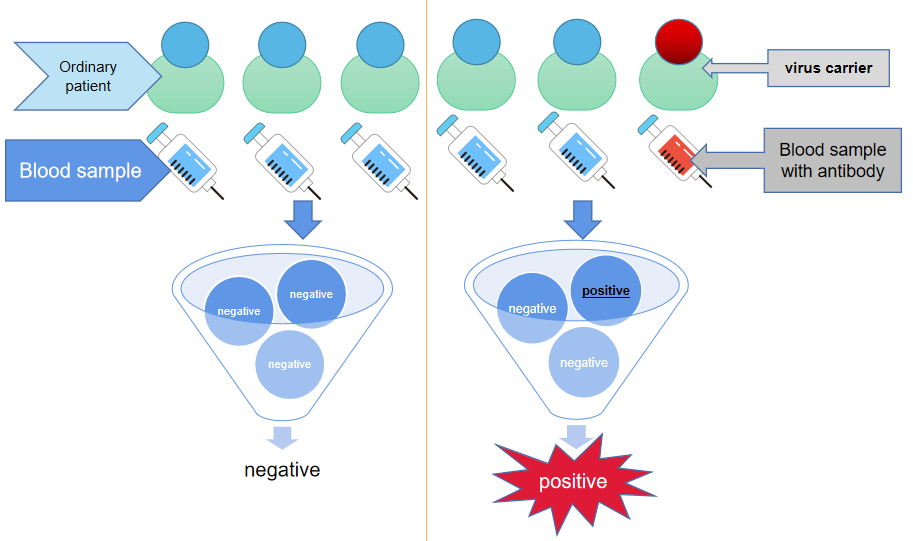 Ordinary
patient
virus carrier
Blood sample
Blood sample
with antibody
negative
negative
negative
positive
negative
negative
negative
positive